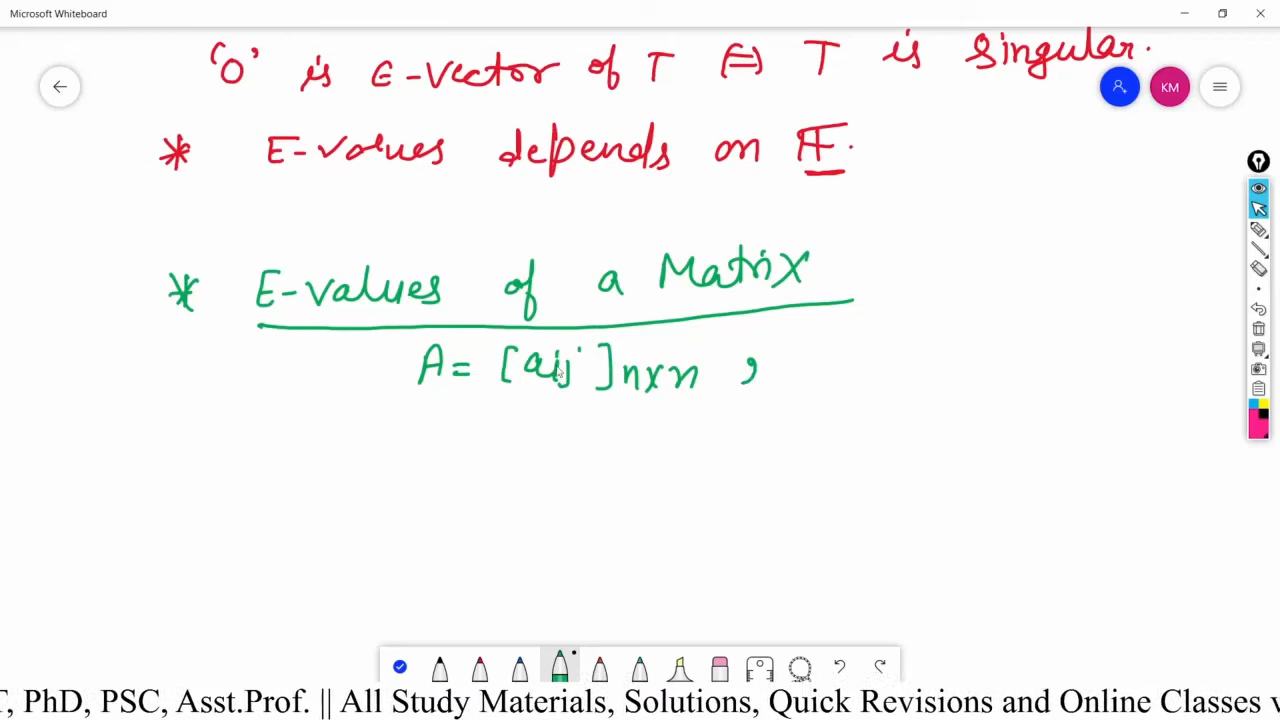 Microsoft Whiteboard
'0' is E-vector of T ⇔ T is singular.
KM
* E-values depends on F.
* E-values of a Matrix
A = [aij]n×n ,
T, PhD, PSC, Asst.Prof. || All Study Materials, Solutions, Quick Revisions and Online Classes v